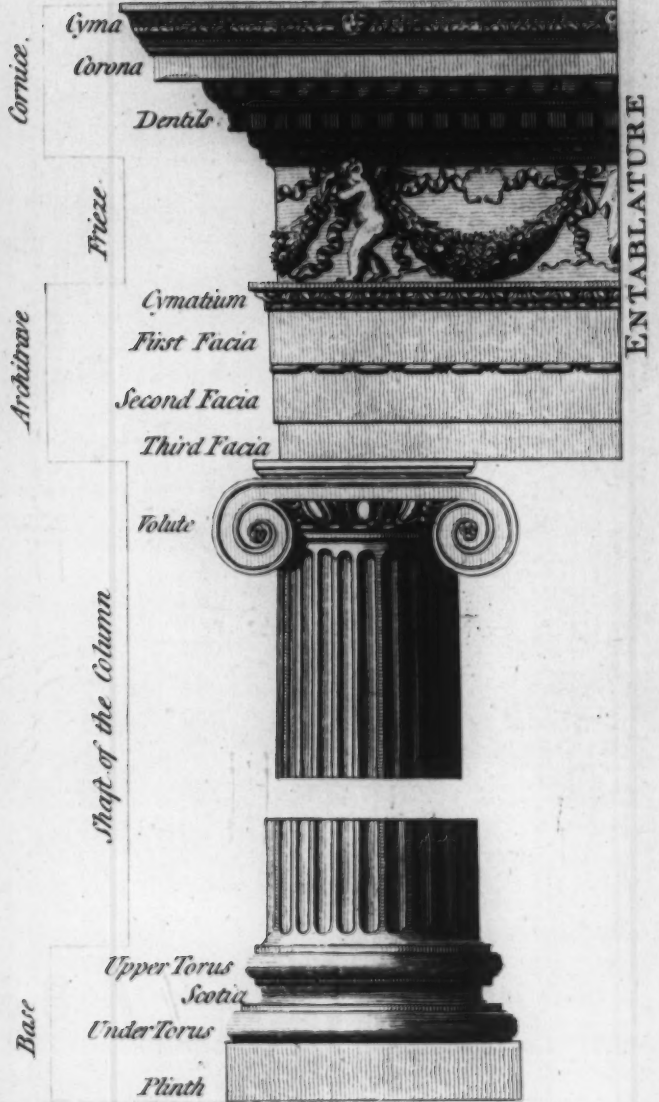 Cyma
Corona
Cornice.
Dentils.
Frieze.
ENTABLATURE
Cymatium
First Facia
Architrave
Second Facia
Third Facia
Volute
Shaft of the Column
Upper Torus
Scotia
Under Torus
Base
Plinth